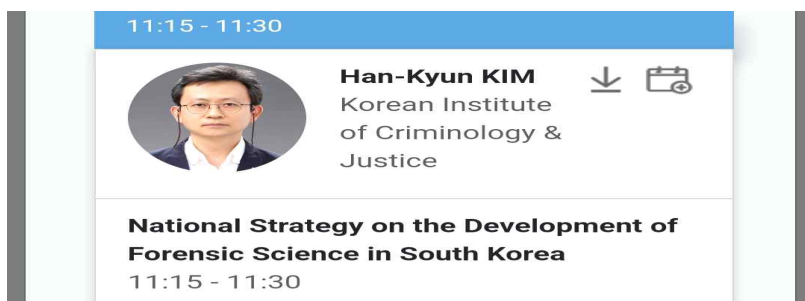 11:15 - 11:30
Han-Kyun KIM
Korean Institute
of Criminology &
Justice
National Strategy on the Development of
Forensic Science in South Korea
11:15 - 11:30